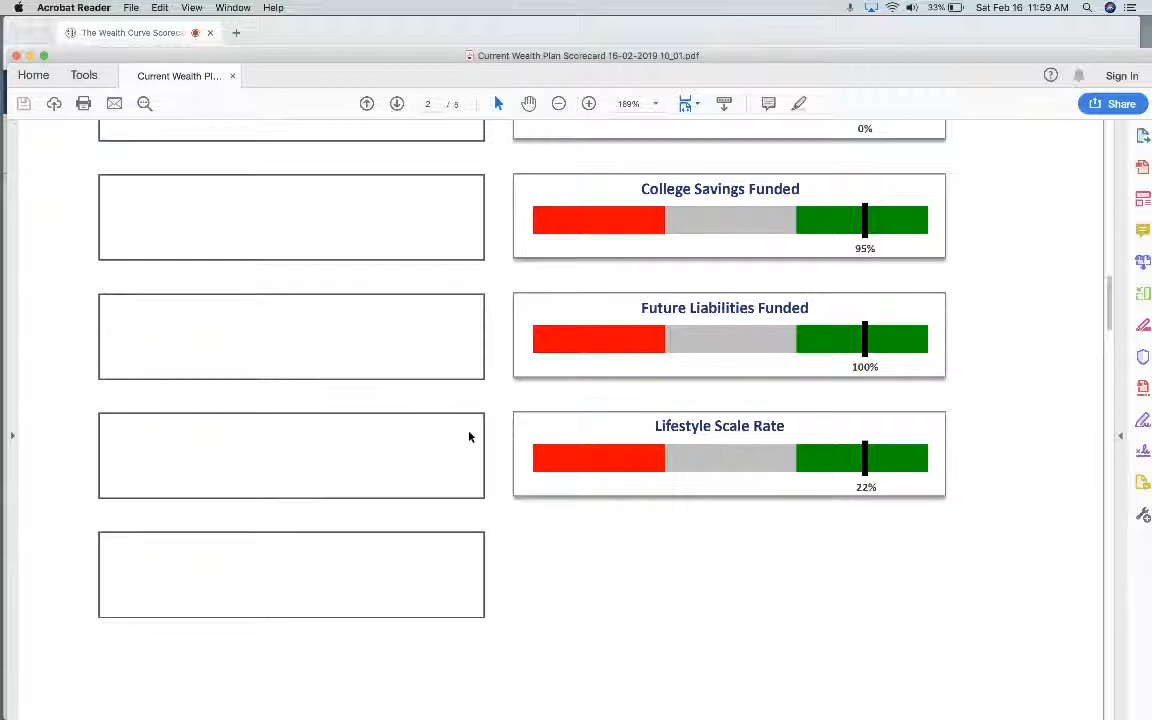 Acrobat Reader File Edit View Window Help 33% Sat Feb 16 11:59 AM
The Wealth Curve Scorec
Current Wealth Plan Scorecard 16-02-2019 10_01.pdf
Home Tools Current Wealth Pl... Sign In
2 / 5 169% Share
0%
College Savings Funded
95%
Future Liabilities Funded
100%
Lifestyle Scale Rate
22%